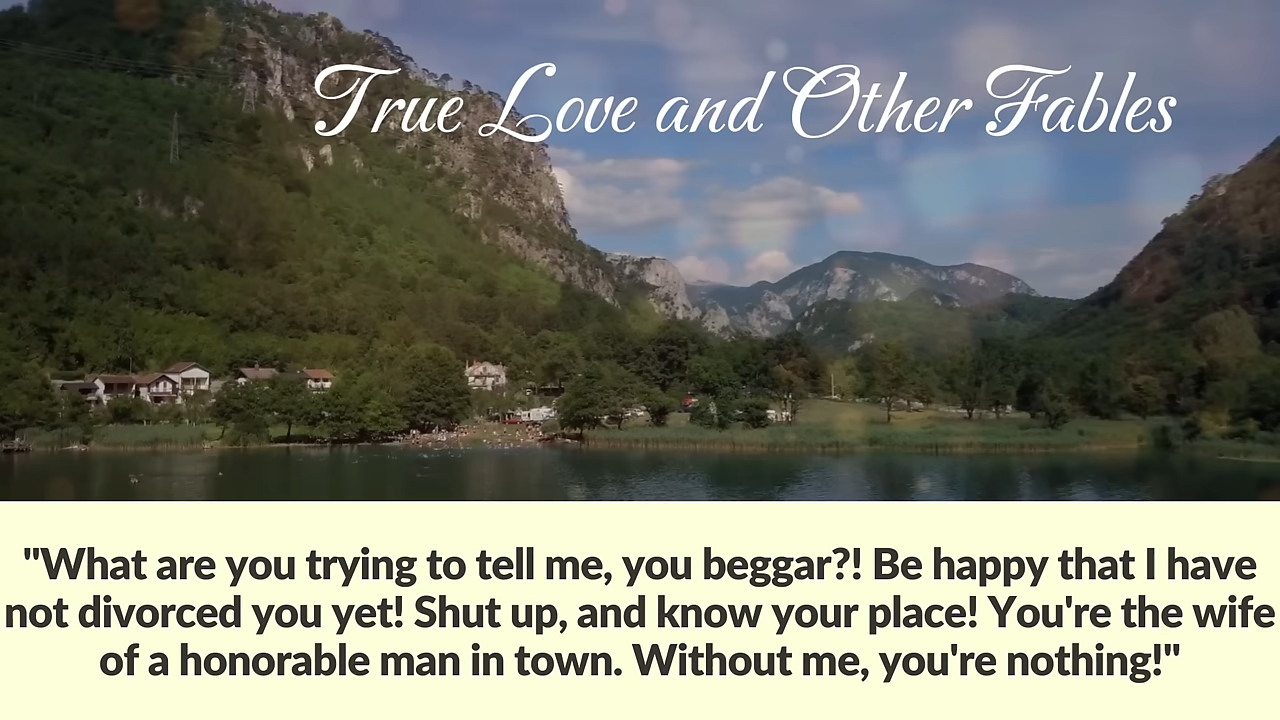 True Love and Other Fables
"What are you trying to tell me, you beggar?! Be happy that I have
not divorced you yet! Shut up, and know your place! You're the wife
of a honorable man in town. Without me, you're nothing!"